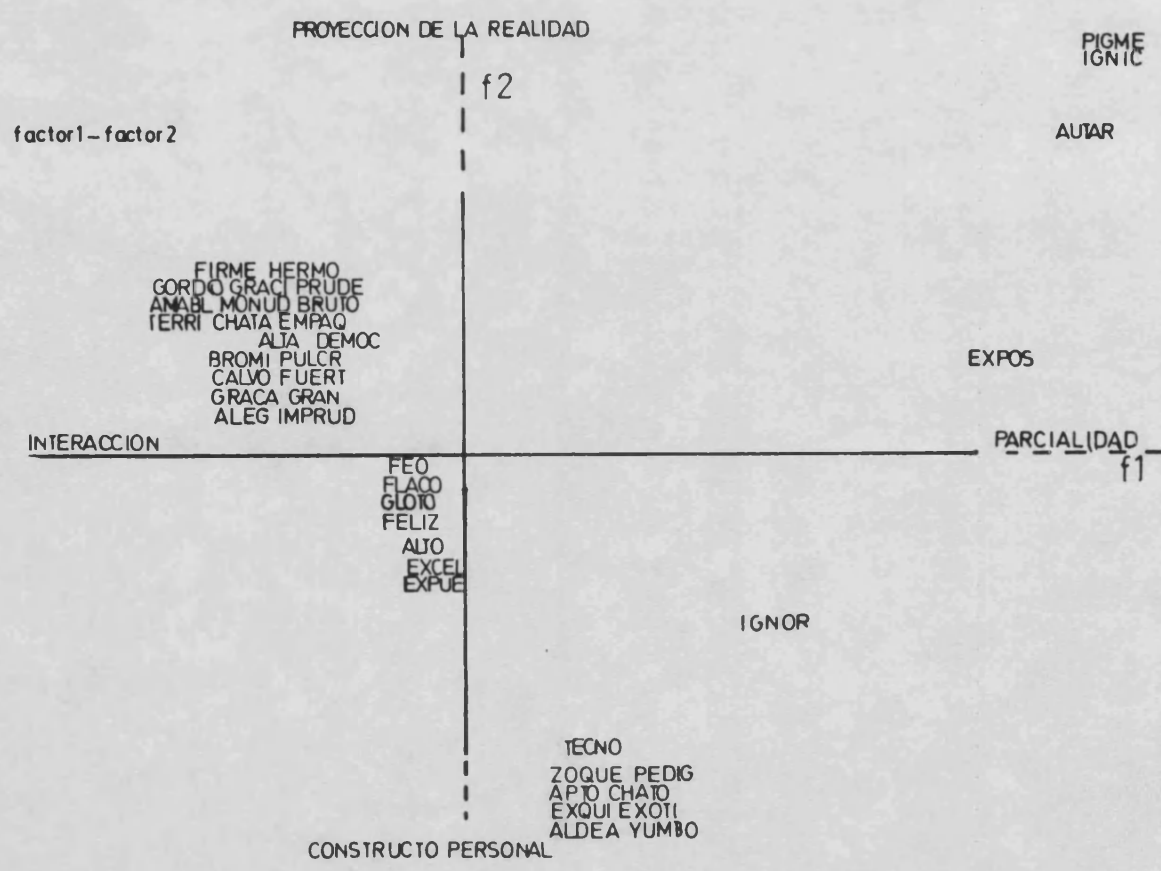 PROYECCION DE LA REALIDAD
f2
factor1-factor2
PIGME
IGNIC
AUTAR
FIRME HERMO
GORDO GRACI PRUDE
AMABL MONUD BRUTO
TERRI CHATA EMPAQ
ALTA DEMOC
BROMI PULCR
CALVO FUERT
GRACA GRAN
ALEG IMPRUD
EXPOS
INTERACCION
PARCIALIDAD
f1
FEO
FLACO
GLOTO
FELIZ
ALTO
EXCEL
EXPUE
IGNOR
TECNO
ZOQUE PEDIG
APTO CHATO
EXQUI EXOTI
ALDEA YUMBO
CONSTRUCTO PERSONAL